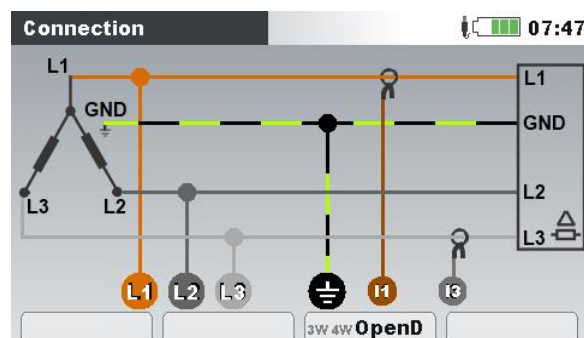 Connection 07:47
L1 L1
GND GND
L3 L2 L2
L3
L1 L2 L3 I1 I3
3W 4W OpenD